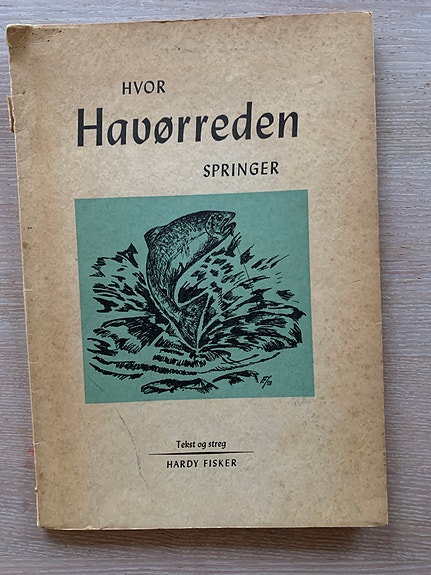 HVOR
Havørreden
SPRINGER
Tekst og streg
HARDY FISKER